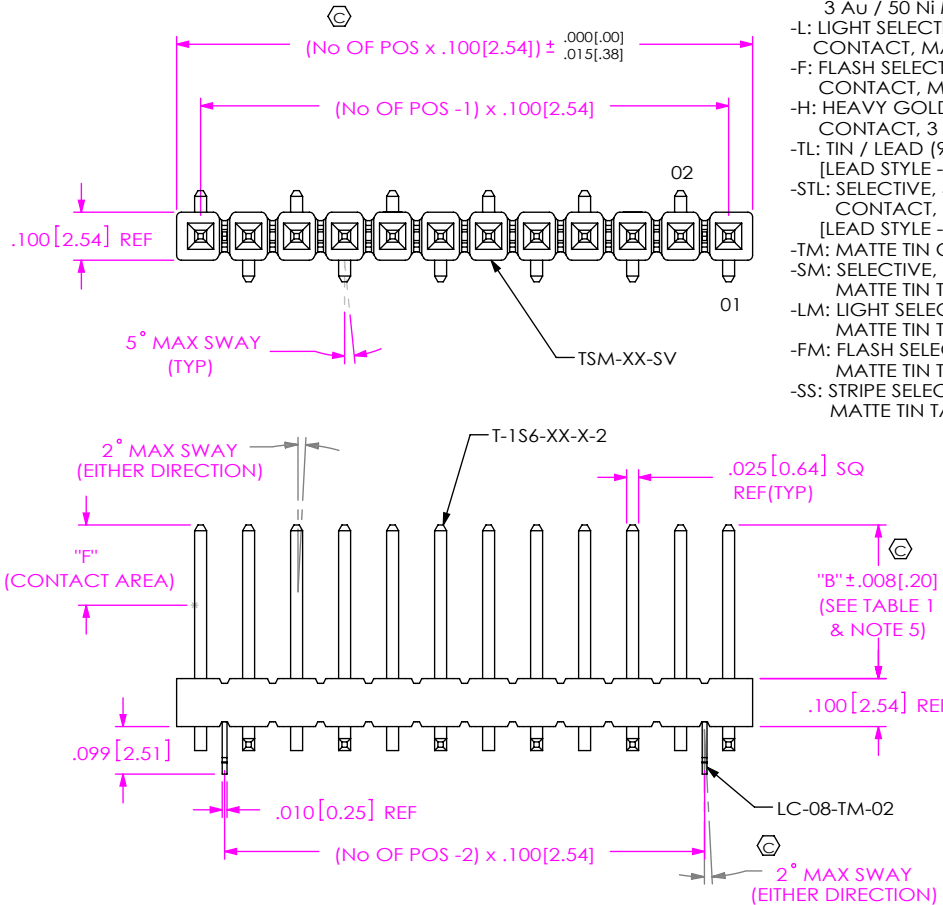 C
(No OF POS x .100[2.54]) ± .000[.00]
.015[.38]
(No OF POS -1) x .100[2.54]
02
.100[2.54] REF
01
5° MAX SWAY
(TYP)
TSM-XX-SV
3 Au / 50 Ni
-L: LIGHT SELECT
CONTACT, MA
-F: FLASH SELECT
CONTACT, M
-H: HEAVY GOLD
CONTACT, 3
-TL: TIN / LEAD (9
[LEAD STYLE -
-STL: SELECTIVE,
CONTACT,
[LEAD STYLE -
-TM: MATTE TIN
-SM: SELECTIVE,
MATTE TIN T
-LM: LIGHT SELEC
MATTE TIN T
-FM: FLASH SELEC
MATTE TIN T
-SS: STRIPE SELEC
MATTE TIN TA
2° MAX SWAY
(EITHER DIRECTION)
T-1S6-XX-X-2
.025[0.64] SQ
REF(TYP)
"F"
(CONTACT AREA)
C
"B"±.008[.20]
(SEE TABLE 1
& NOTE 5)
.100[2.54] REF
.099[2.51]
.010[0.25] REF
LC-08-TM-02
(No OF POS -2) x .100[2.54]
C
2° MAX SWAY
(EITHER DIRECTION)